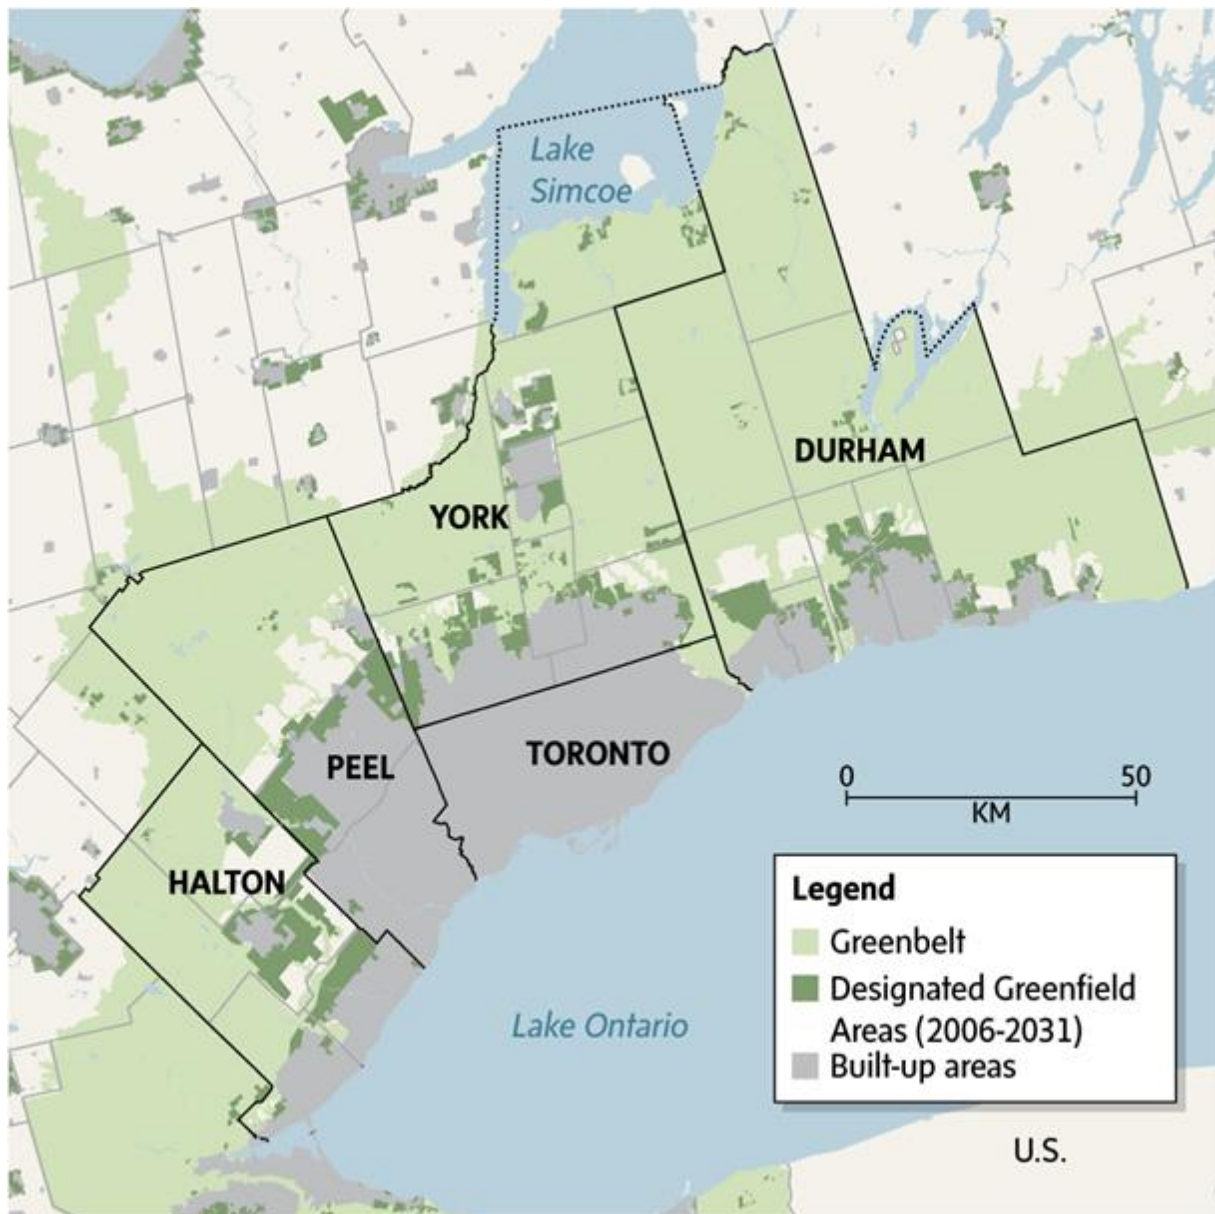 Lake
Simcoe
DURHAM
YORK
TORONTO
PEEL
HALTON
0 50
KM
Lake Ontario
Legend
Greenbelt
Designated Greenfield
Areas (2006-2031)
Built-up areas
U.S.